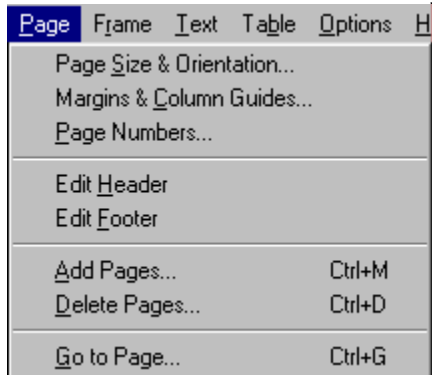 Page Frame Text Table Options H
Page Size & Orientation...
Margins & Column Guides...
Page Numbers...
Edit Header
Edit Footer
Add Pages... Ctrl+M
Delete Pages... Ctrl+D
Go to Page... Ctrl+G